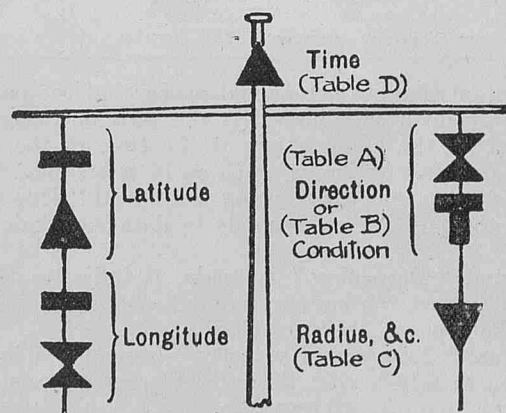 Time
(Table D)
Latitude
(Table A)
Direction
or
(Table B)
Condition
Longitude
Radius, &c.
(Table C)